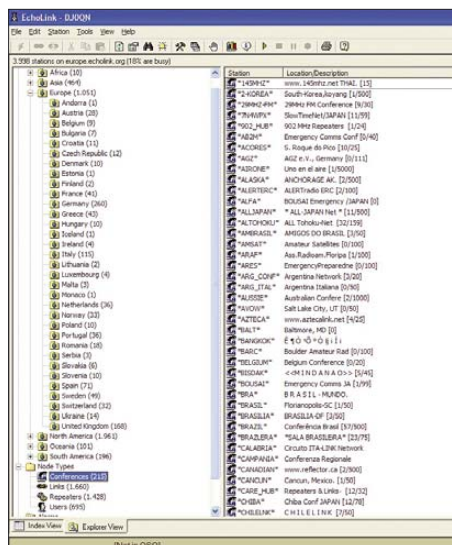 EchoLink - DJ0QN
File Edit Station Tools View Help
3.998 stations on europe.echolink.org (18% are busy)
Africa (10)
Asia (464)
Europe (1.051)
Andorra (1)
Austria (28)
Belgium (9)
Bulgaria (7)
Croatia (11)
Czech Republic (12)
Denmark (10)
Estonia (1)
Finland (2)
France (41)
Germany (260)
Greece (43)
Hungary (10)
Iceland (1)
Ireland (4)
Italy (115)
Lithuania (2)
Luxembourg (4)
Malta (3)
Monaco (1)
Netherlands (36)
Norway (33)
Poland (10)
Portugal (36)
Romania (18)
Serbia (3)
Slovakia (6)
Slovenia (10)
Spain (71)
Sweden (49)
Switzerland (32)
Ukraine (14)
United Kingdom (168)
North America (1.961)
Oceania (101)
South America (196)
Node Types
Conferences (215)
Links (1.660)
Repeaters (1.428)
Users (695)
Station Location/Description
*145MHZ* www.145mhz.net THAI. [15]
*2-KOREA* South-Korea,koyang [1/500]
*29MHZ-FM* 29MHz FM Conference [9/30]
*7N4WPX* SlowTimeNet/JAPAN [11/99]
*902_HUB* 902 MHz Repeaters [1/24]
*AB2M* Emergency Comms Conf [0/40]
*ACORES* S. Roque do Pico [10/25]
*AGZ* AGZ e.V., Germany [0/111]
*AIRONE* Uno en el aire [1/500]
*ALASKA* ANCHORAGE AK. [2/500]
*ALERTERC* ALERTradio ERC [2/100]
*ALFA* BOUSAI Emergency /JAPAN [0]
*ALLJAPAN* * ALL-JAPAN Net * [11/500]
*ALTOHOKU* ALL Tohoku-Net [32/159]
*AMBRASIL* AMIGOS DO BRASIL [3/50]
*AMSAT* Amateur Satellites [0/100]
*ARAF* Ass.Radioam.Floripa [1/100]
*ARES* EmergencyPreparedne [0/100]
*ARG_CONF* Argentina Network [3/20]
*ARG_ITAL* Argentina Italiana [0/50]
*AUSSIE* Australian Confere [2/1000]
*AVOW* Salt Lake City, UT [0/50]
*AZTECA* www.aztecalink.net [4/25]
*BALT* Baltimore, MD [0]
*BANGKOK*
*BARC* Boulder Amateur Rad [0/100]
*BELGIUM* Belgium Conference [0/20]
*BISDAK* <<M I N D A N A O>> [5/45]
*BOUSAI* Emergency Comms JA [1/99]
*BRA* B R A S I L - MUNDO.
*BRASIL* Florianopolis-SC [1/50]
*BRASILIA* BRASILIA-DF [3/50]
*BRAZIL* Conferência Brasil [57/500]
*BRAZILERA* *SALA BRASILEIRA* [23/75]
*CALABRIA* Circuito ITA-LINK Network
*CAMPANIA* Conferenza Regionale
*CANADIAN* www.reflector.ca [2/500]
*CANCUN* Cancun, Mexico. [1/50]
*CARE_HUB* Repeaters & Links- [12/32]
*CHIBA* Chiba Conf JAPAN [12/78]
*CHILELNK* C H I L E L I N K [7/50]
Index View Explorer View
[Not in QSO]